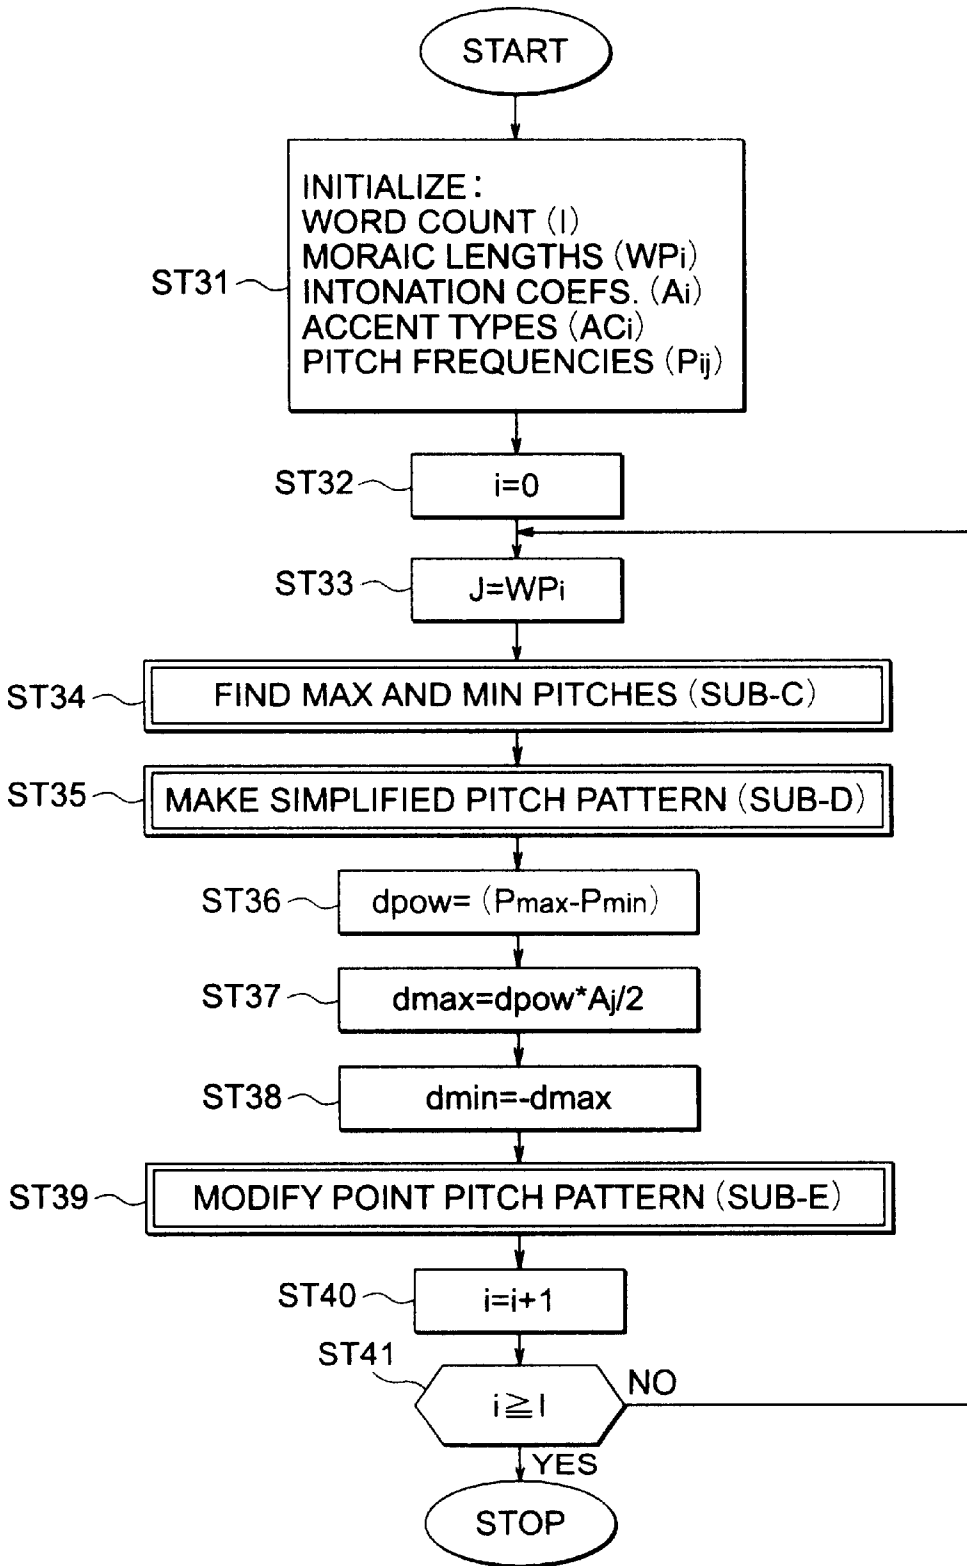 START
INITIALIZE:
WORD COUNT (I)
MORAIC LENGTHS (WPi)
ST31
INTONATION COEFS. (Ai)
ACCENT TYPES (ACi)
PITCH FREQUENCIES (Pij)
ST32
i=0
ST33
J=WPi
ST34
FIND MAX AND MIN PITCHES (SUB-C)
ST35
MAKE SIMPLIFIED PITCH PATTERN (SUB-D)
ST36
dpow= (Pmax-Pmin)
ST37
dmax=dpow*Aj/2
ST38
dmin=-dmax
ST39
MODIFY POINT PITCH PATTERN (SUB-E)
ST40
i=i+1
ST41
i≧I
NO
YES
STOP